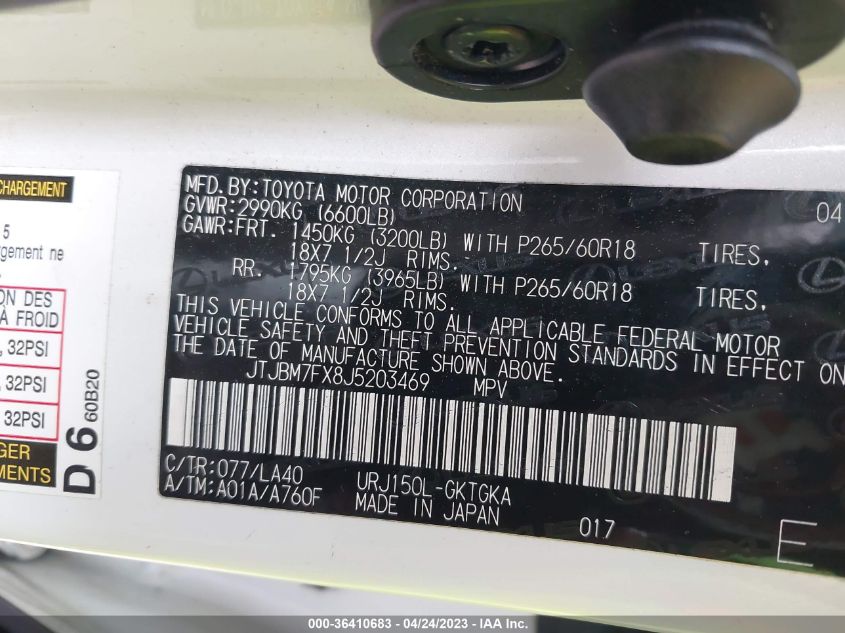 CHARGEMENT
5
gement ne
ON DES
A FROID
, 32PSI
, 32PSI
32PSI
GER
MENTS
D 6 60B20
MFD. BY: TOYOTA MOTOR CORPORATION 04
GVWR: 2990KG (6600LB)
GAWR: FRT. 1450KG (3200LB) WITH P265/60R18 TIRES,
18X7 1/2J RIMS.
RR. 1795KG (3965LB) WITH P265/60R18 TIRES,
18X7 1/2J RIMS.
THIS VEHICLE CONFORMS TO ALL APPLICABLE FEDERAL MOTOR
VEHICLE SAFETY AND THEFT PREVENTION STANDARDS IN EFFECT ON
THE DATE OF MANUFACTURE SHOWN ABOVE.
JTJBM7FX8J5203469 MPV
C/TR: 077/LA40 URJ150L-GKTGKA
A/TM: A01A/A760F MADE IN JAPAN 017
E
000-36410683 - 04/24/2023 - IAA Inc.